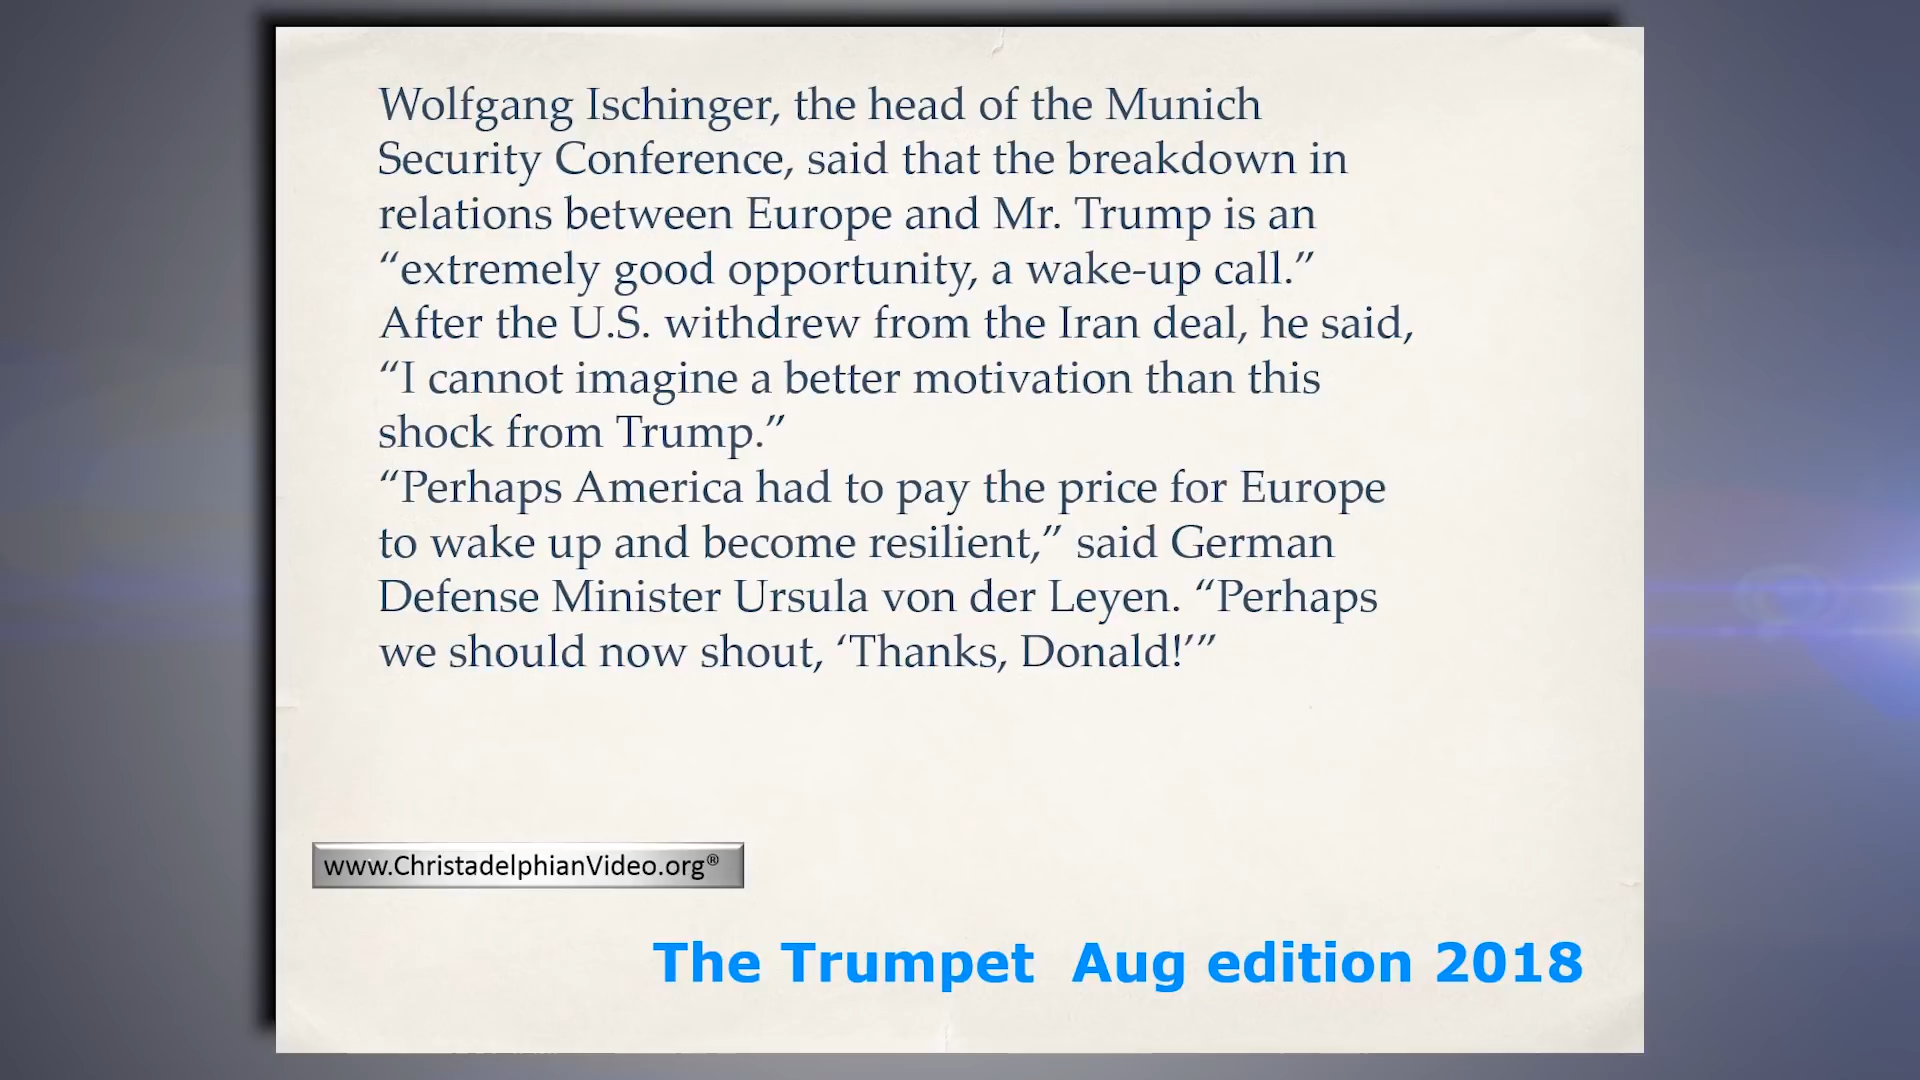 Wolfgang Ischinger, the head of the Munich
Security Conference, said that the breakdown in
relations between Europe and Mr. Trump is an
“extremely good opportunity, a wake-up call.”
After the U.S. withdrew from the Iran deal, he said,
“I cannot imagine a better motivation than this
shock from Trump.”
“Perhaps America had to pay the price for Europe
to wake up and become resilient,” said German
Defense Minister Ursula von der Leyen. “Perhaps
we should now shout, ‘Thanks, Donald!’”
www.ChristadelphianVideo.org®
The Trumpet  Aug edition 2018